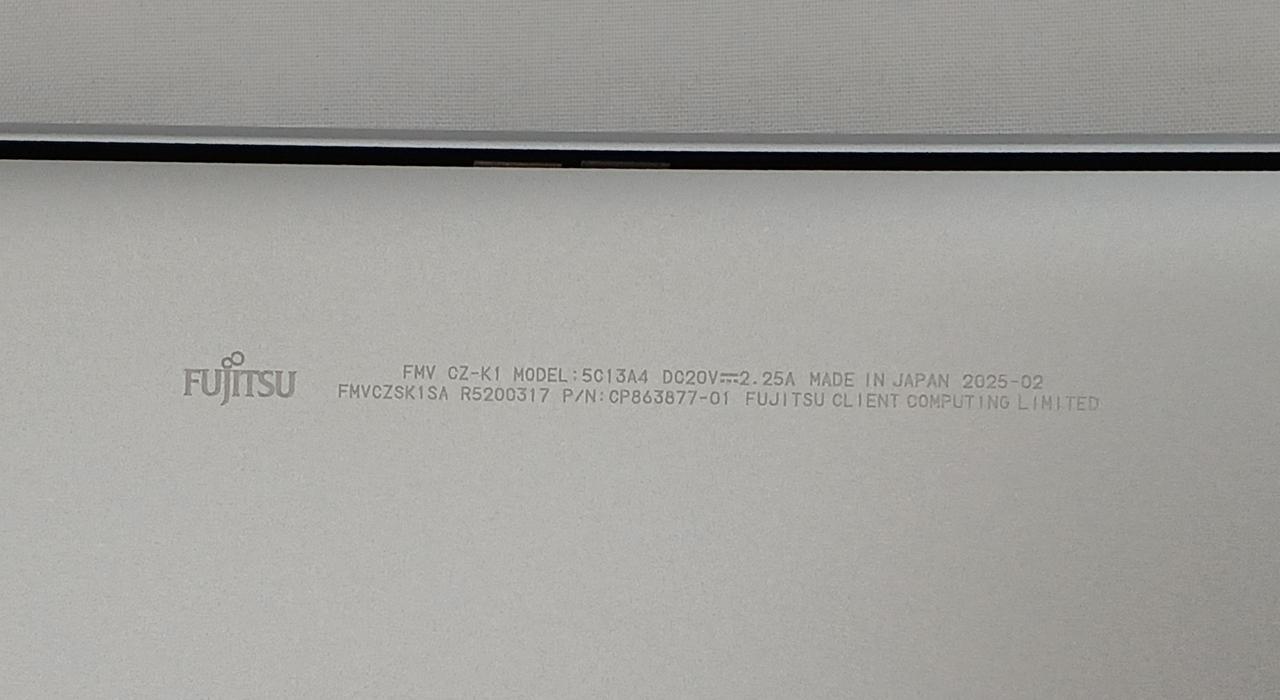 FUJITSU
FMV CZ-K1 MODEL:5C13A4 DC20V⎓2.25A MADE IN JAPAN 2025-02
FMVCZSK1SA R5200317 P/N:CP863877-01 FUJITSU CLIENT COMPUTING LIMITED